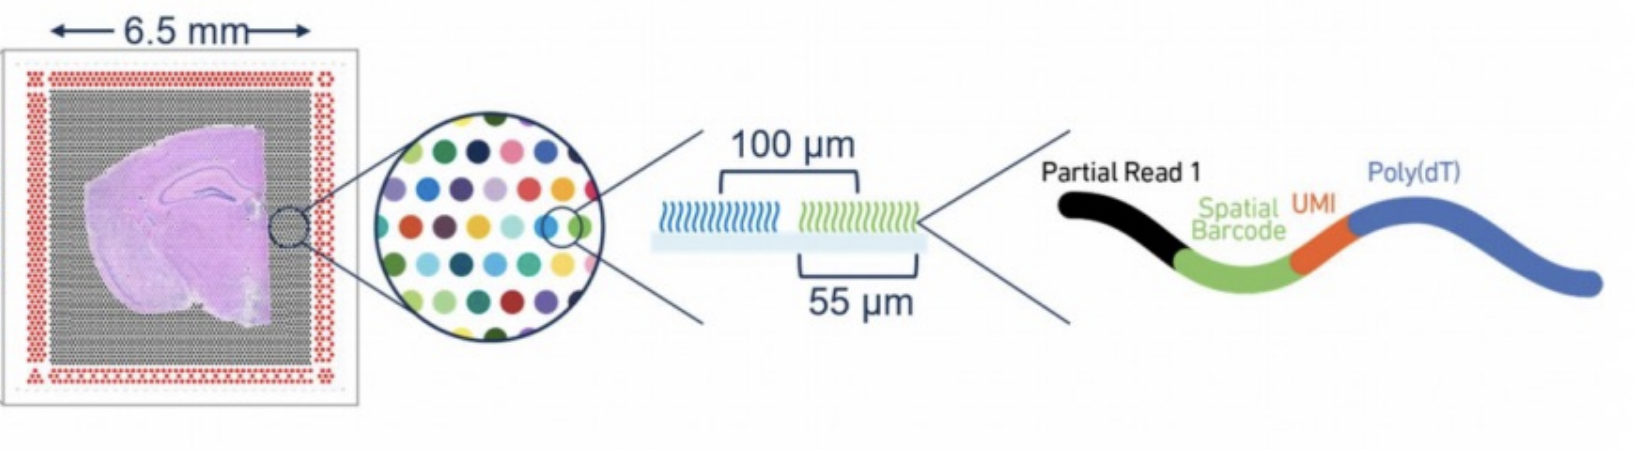 6.5 mm
100 µm
55 µm
Partial Read 1
Spatial
Barcode
UMI
Poly(dT)